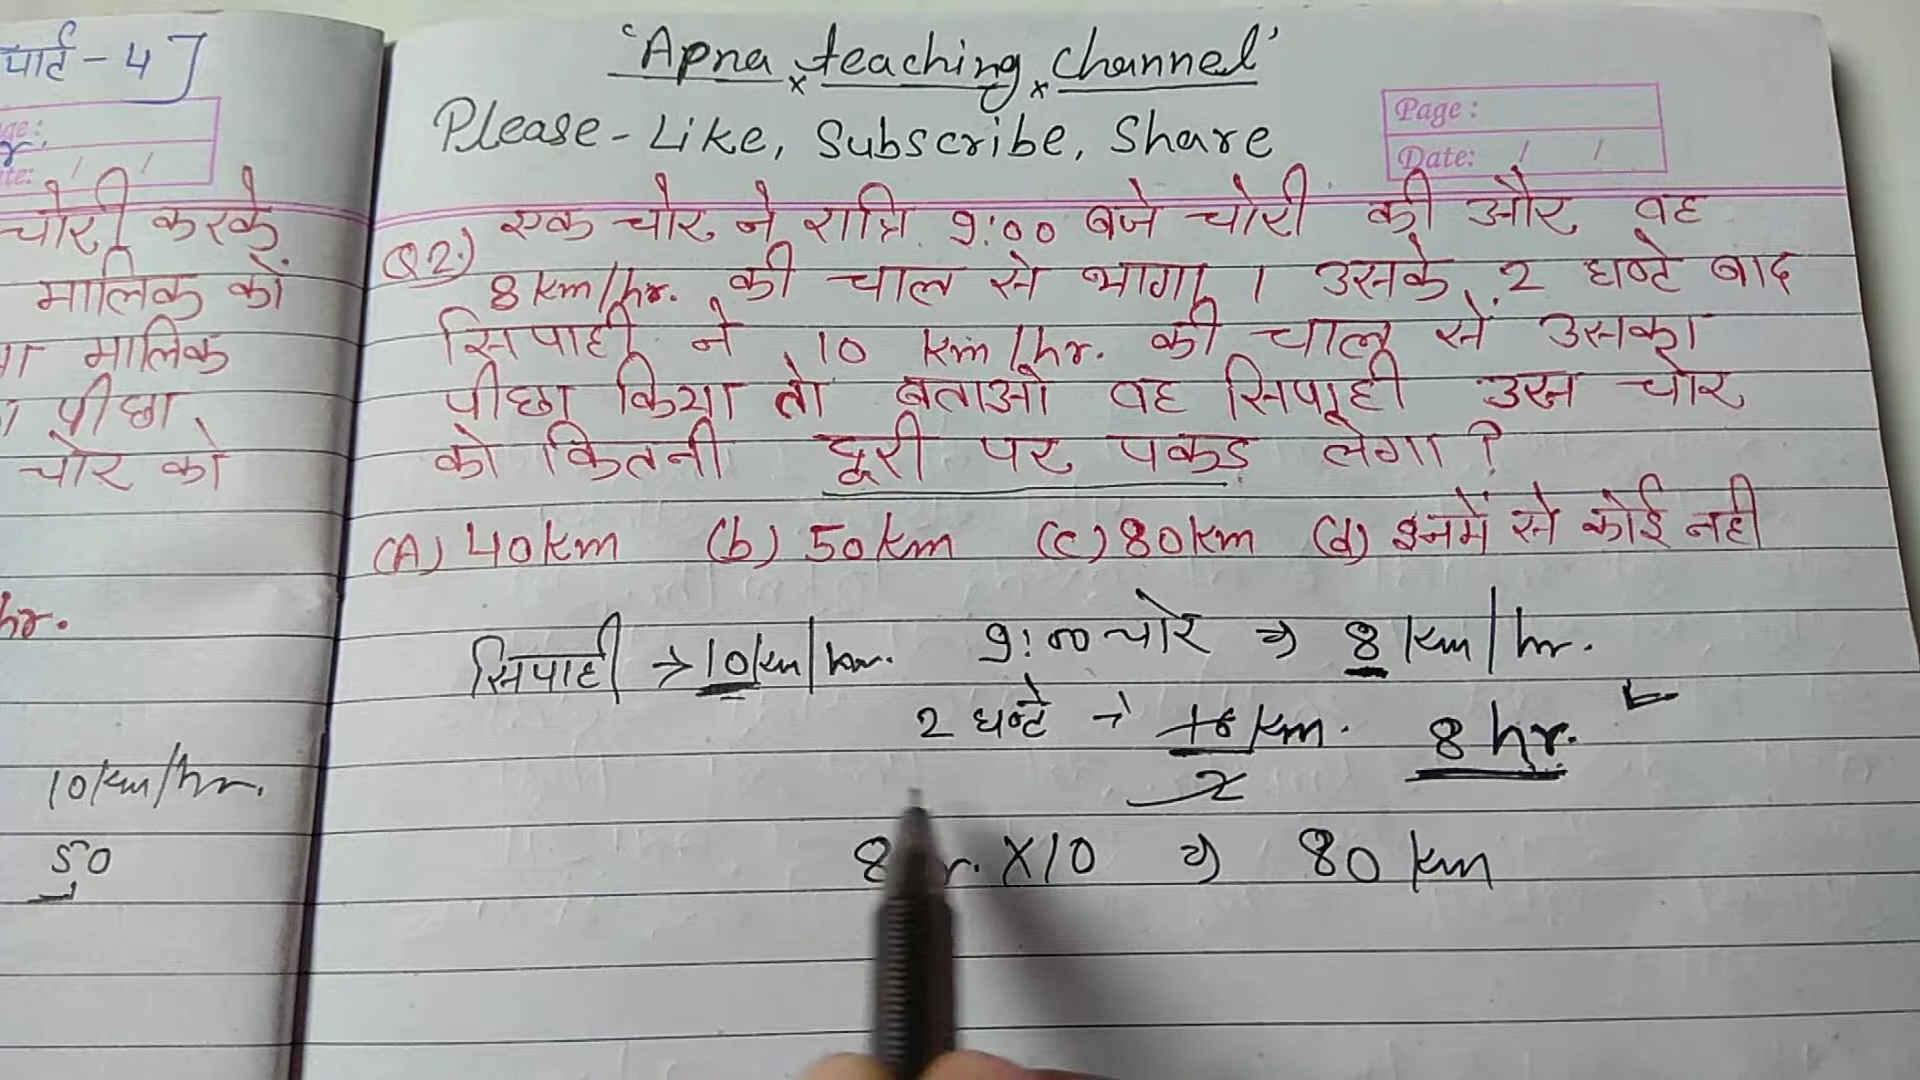 पार्ट - 4]
चोरी करके
मालिक को
मालिक
पीछा
चोर को
hr.
10km/hr.
50
'Apna teaching channel'
Please - Like, Subscribe, Share
Page :
Date: / /
Q2.) एक चोर ने रात्रि 9:00 बजे चोरी की और वह
8 km/hr. की चाल से भागा । उसके 2 घण्टे बाद
सिपाही ने 10 km/hr. की चाल से उसका
पीछा किया तो बताओ वह सिपाही उस चोर
को कितनी दूरी पर पकड़ लेगा ?
(A) 40km (b) 50km (c) 80km (d) इनमें से कोई नही
सिपाही → 10km/hr. 9:00 चोर ⇒ 8 km/hr.
2 घण्टे → 16 km. 8 hr.
2
8 hr. X10 ⇒ 80 km